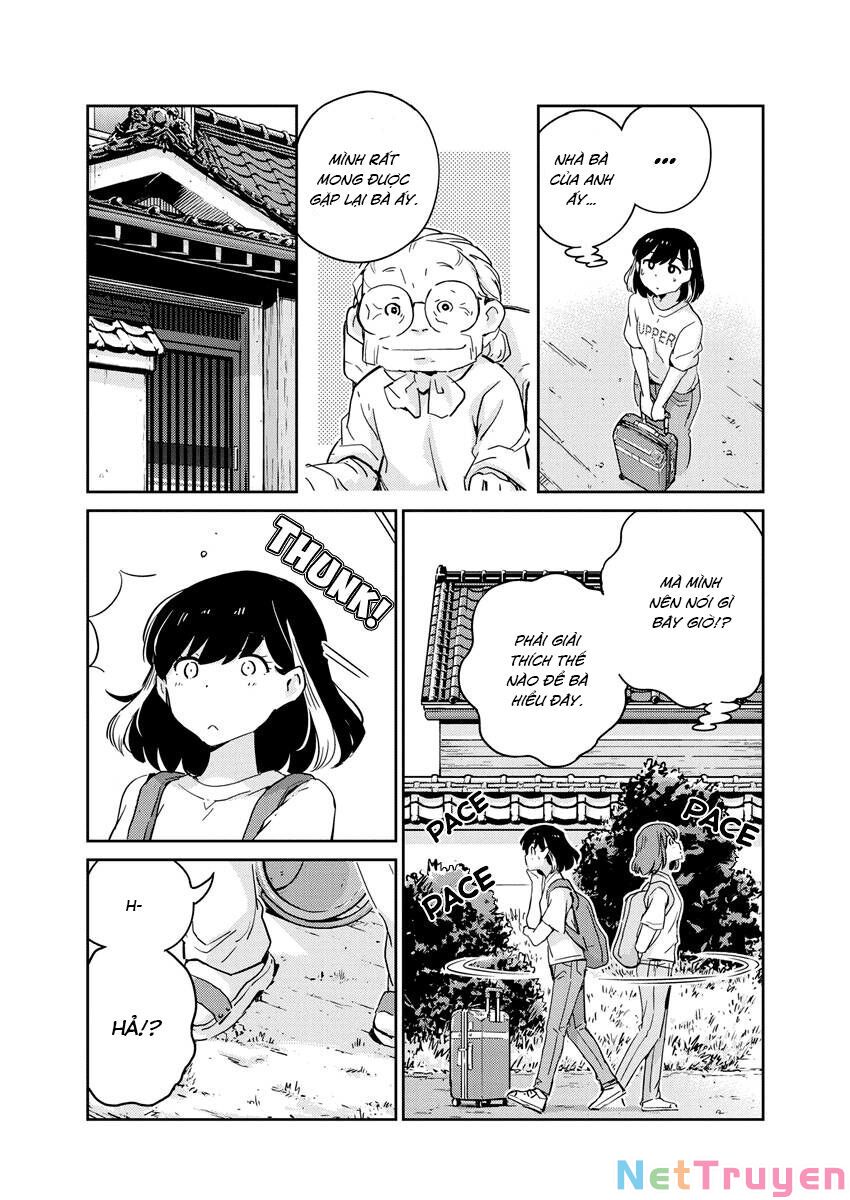 ...
NHÀ BÀ
CỦA ANH
ẤY...
UPPER
MÌNH RẤT
MONG ĐƯỢC
GẶP LẠI BÀ ẤY.
MÀ MÌNH
NÊN NÓI GÌ
BÂY GIỜ!?
PHẢI GIẢI
THÍCH THẾ
NÀO ĐỂ BÀ
HIỂU ĐÂY.
PACE
PACE
PACE
THUNK!
H-
HẢ!?
NetTruyen